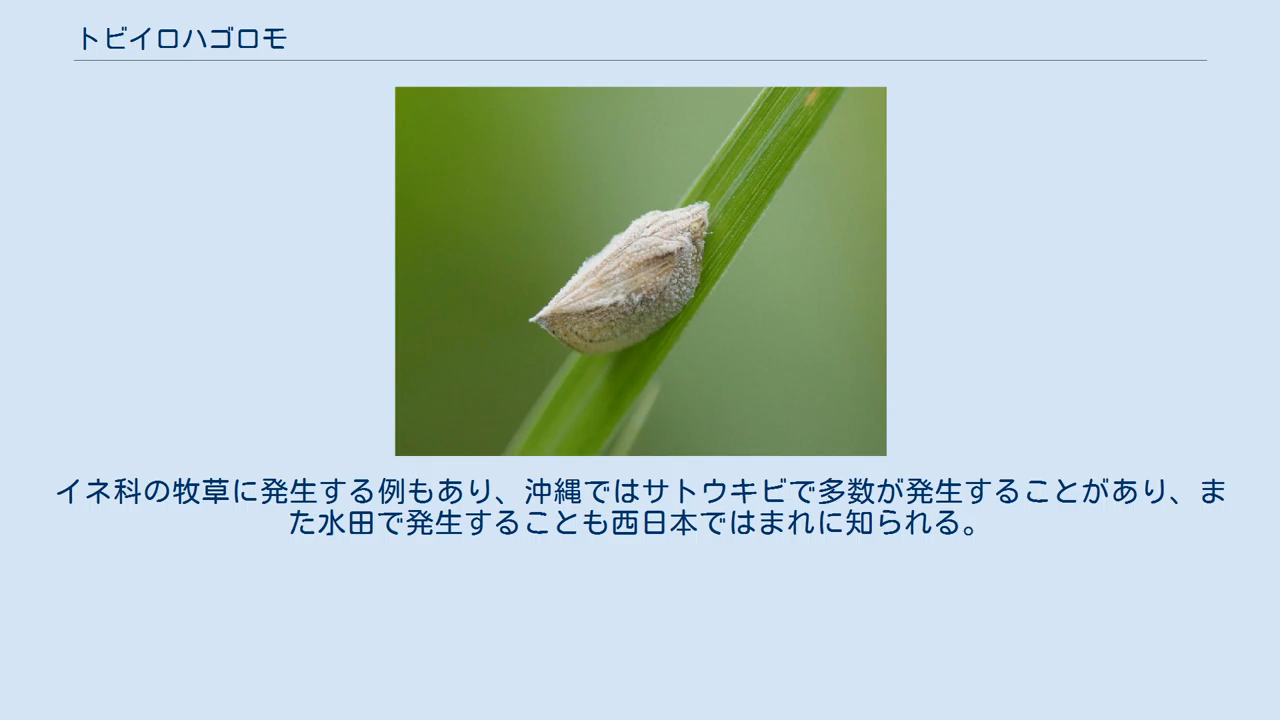 トビイロハゴロモ
イネ科の牧草に発生する例もあり、沖縄ではサトウキビで多数が発生することがあり、ま
た水田で発生することも西日本ではまれに知られる。